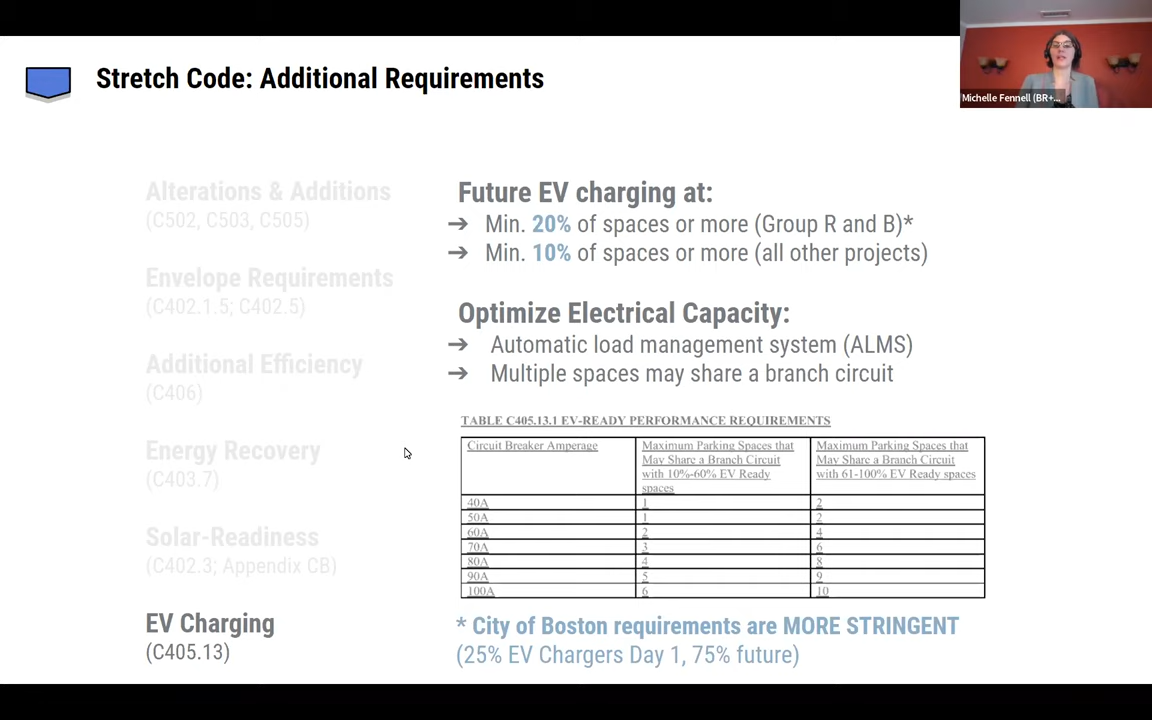 Stretch Code: Additional Requirements
Michelle Fennell (BR+...
Alterations & Additions
(C502, C503, C505)
Envelope Requirements
(C402.1.5; C402.5)
Additional Efficiency
(C406)
Energy Recovery
(C403.7)
Solar-Readiness
(C402.3; Appendix CB)
EV Charging
(C405.13)
Future EV charging at:
➔ Min. 20% of spaces or more (Group R and B)*
➔ Min. 10% of spaces or more (all other projects)
Optimize Electrical Capacity:
➔ Automatic load management system (ALMS)
➔ Multiple spaces may share a branch circuit
TABLE C405.13.1 EV-READY PERFORMANCE REQUIREMENTS
Circuit Breaker Amperage
Maximum Parking Spaces that
May Share a Branch Circuit
with 10%-60% EV Ready
spaces
Maximum Parking Spaces that
May Share a Branch Circuit
with 61-100% EV Ready spaces
40A 1 2
50A 1 2
60A 2 4
70A 3 6
80A 4 8
90A 5 9
100A 6 10
* City of Boston requirements are MORE STRINGENT
(25% EV Chargers Day 1, 75% future)